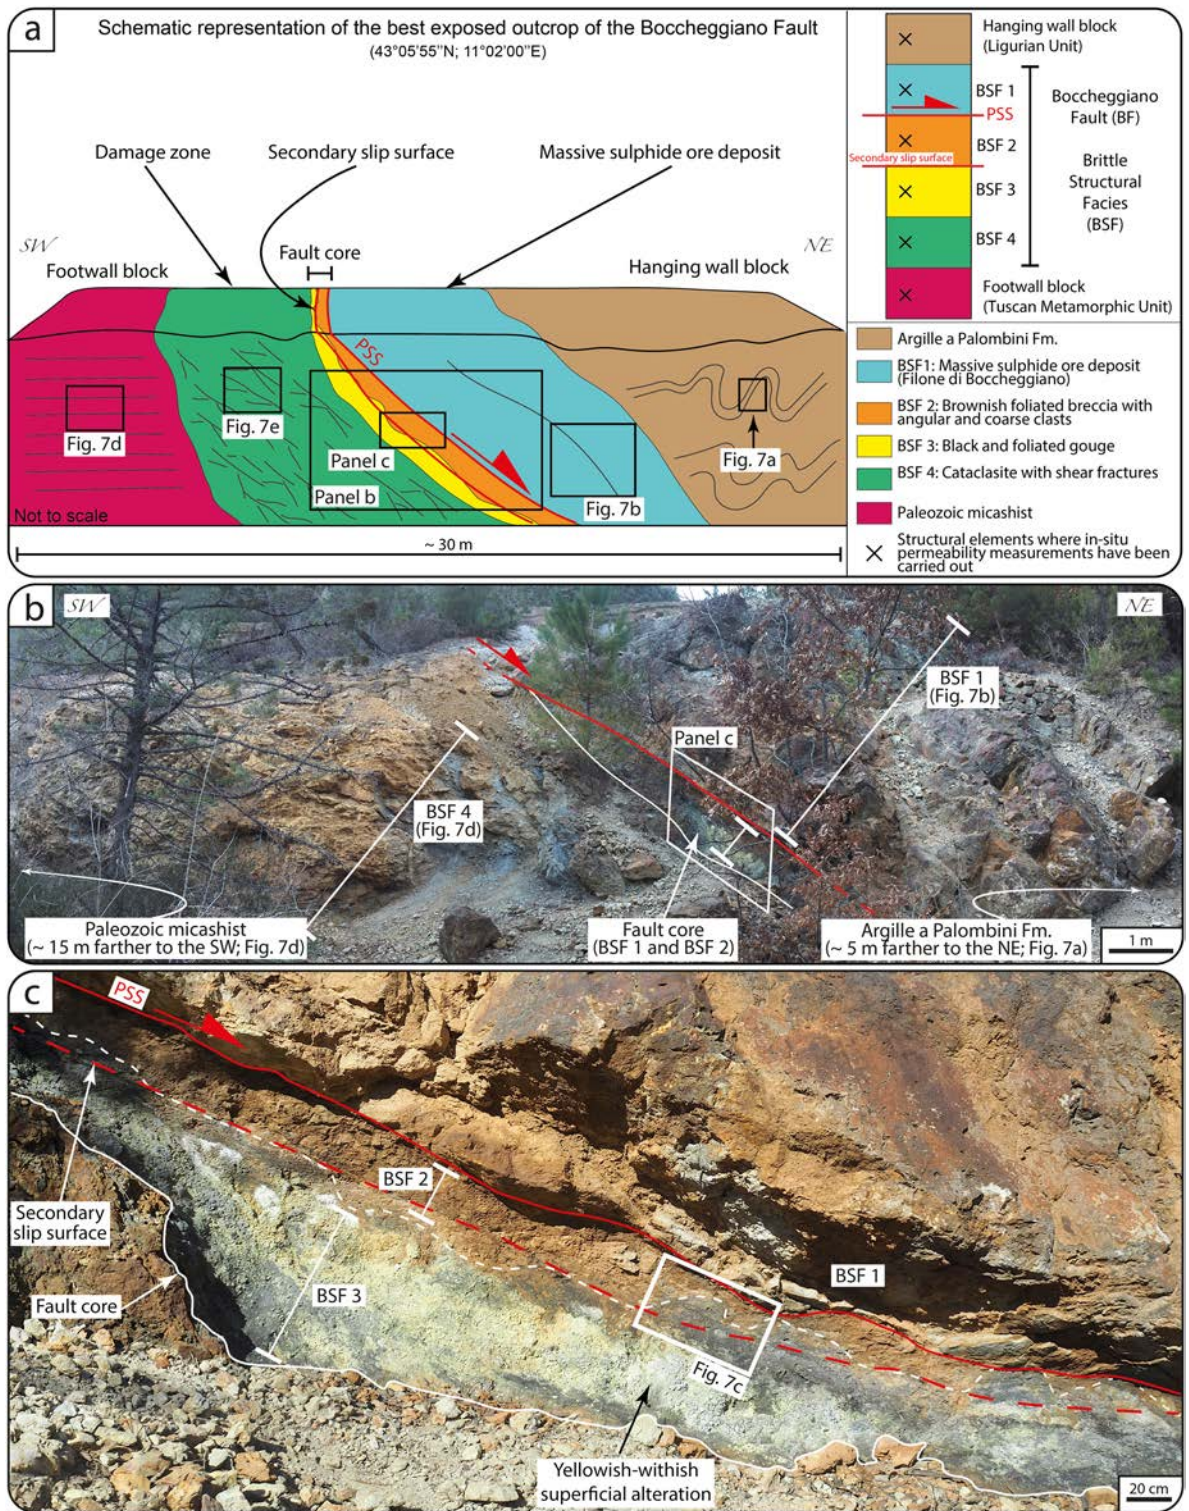 a
Schematic representation of the best exposed outcrop of the Boccheggiano Fault
(43°05'55"N; 11°02'00"E)
Damage zone
Secondary slip surface
Massive sulphide ore deposit
SW
NE
Fault core
Footwall block
Hanging wall block
PSS
Fig. 7d
Fig. 7e
Panel c
Panel b
Fig. 7b
Fig. 7a
Not to scale
~ 30 m
Hanging wall block
(Ligurian Unit)
BSF 1
PSS
BSF 2
Secondary slip surface
BSF 3
BSF 4
Boccheggiano
Fault (BF)
Brittle
Structural
Facies
(BSF)
Footwall block
(Tuscan Metamorphic Unit)
Argille a Palombini Fm.
BSF1: Massive sulphide ore deposit
(Filone di Boccheggiano)
BSF 2: Brownish foliated breccia with
angular and coarse clasts
BSF 3: Black and foliated gouge
BSF 4: Cataclasite with shear fractures
Paleozoic micashist
Structural elements where in-situ
permeability measurements have been
carried out
b
SW
NE
BSF 1
(Fig. 7b)
Panel c
BSF 4
(Fig. 7d)
Paleozoic micashist
(~ 15 m farther to the SW; Fig. 7d)
Fault core
(BSF 1 and BSF 2)
Argille a Palombini Fm.
(~ 5 m farther to the NE; Fig. 7a)
1 m
c
PSS
BSF 2
Secondary
slip surface
BSF 3
BSF 1
Fault core
Fig. 7c
Yellowish-withish
superficial alteration
20 cm